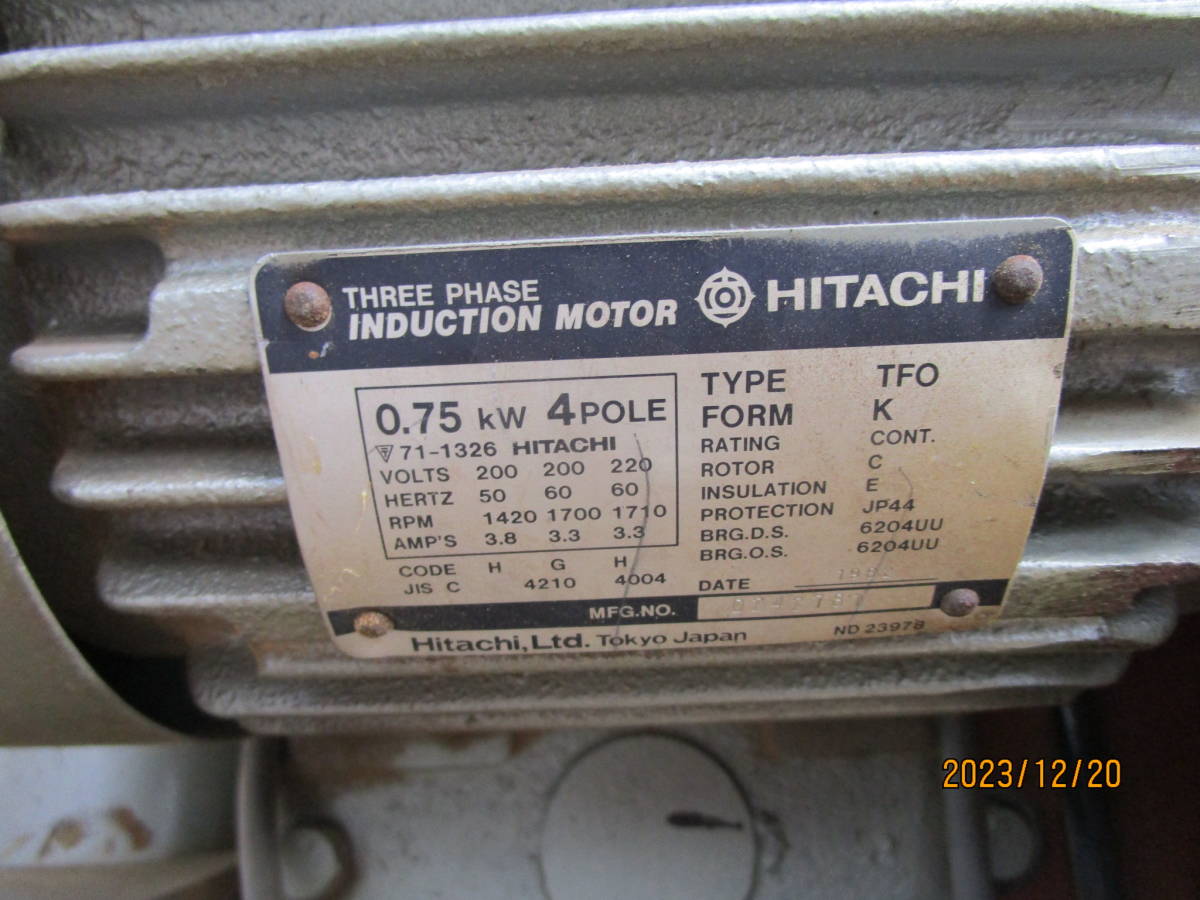 THREE PHASE
INDUCTION MOTOR HITACHI
0.75 kW 4 POLE
71-1326 HITACHI
VOLTS 200 200 220
HERTZ 50 60 60
RPM 1420 1700 1710
AMP'S 3.8 3.3 3.3
CODE H G H
JIS C 4210 4004
TYPE TFO
FORM K
RATING CONT.
ROTOR C
INSULATION E
PROTECTION JP44
BRG.D.S. 6204UU
BRG.O.S. 6204UU
DATE
MFG.NO.
Hitachi, Ltd. Tokyo Japan ND 23978
2023/12/20